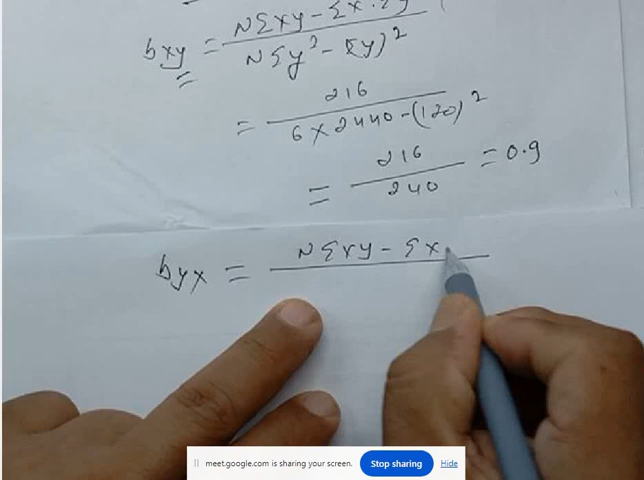 bxy = NΣxy - Σx·Σy
NΣy² - Σy)²
= 216
6 × 2440 - (120)²
= 216 = 0.9
240
byx = NΣxy - Σx
meet.google.com is sharing your screen. Stop sharing Hide